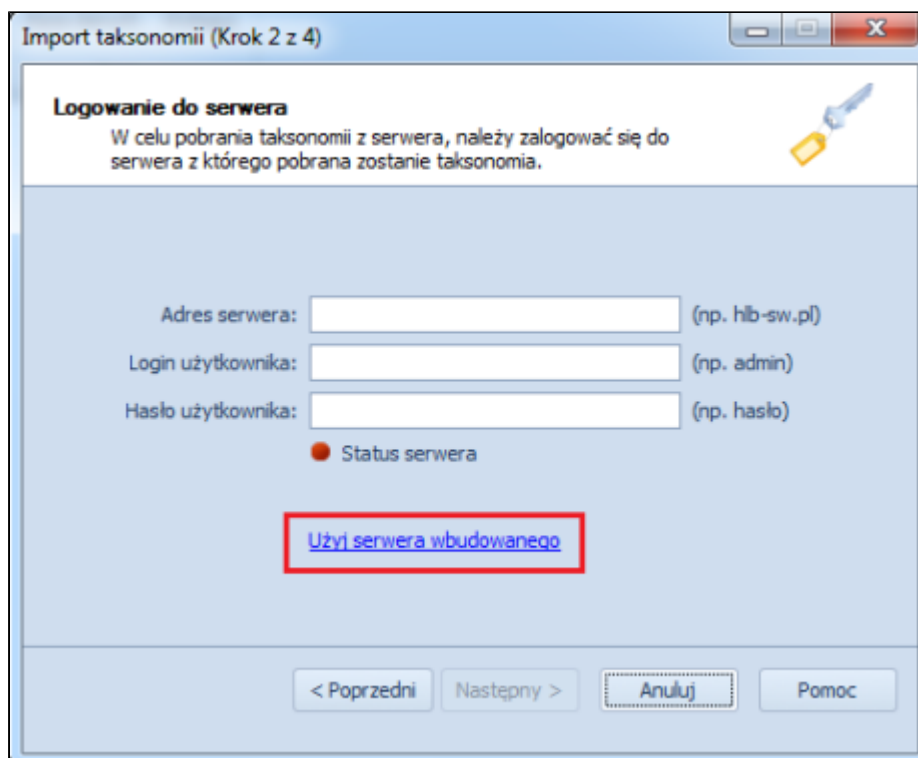 Import taksonomii (Krok 2 z 4)
Logowanie do serwera
W celu pobrania taksonomii z serwera, należy zalogować się do
serwera z którego pobrana zostanie taksonomia.
Adres serwera: (np. hlb-sw.pl)
Login użytkownika: (np. admin)
Hasło użytkownika: (np. hasło)
Status serwera
Użyj serwera wbudowanego
< Poprzedni Następny > Anuluj Pomoc